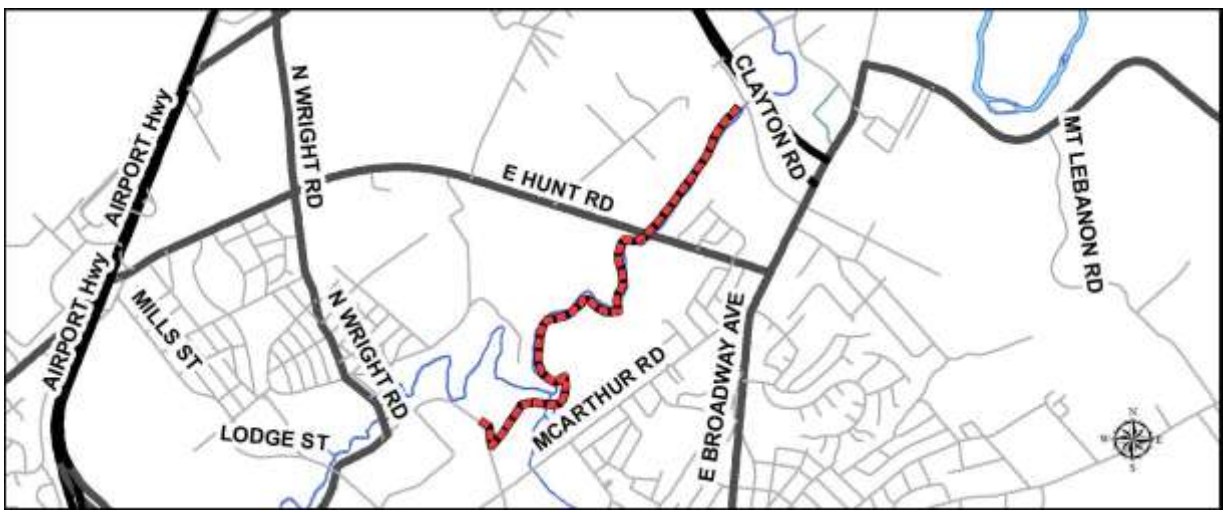 CLAYTON RD
N WRIGHT RD
AIRPORT Hwy
E HUNT RD
MT LEBANON RD
AIRPORT Hwy
MILLS ST
N WRIGHT RD
E BROADWAY AVE
MCARTHUR RD
LODGE ST
N
W E
S